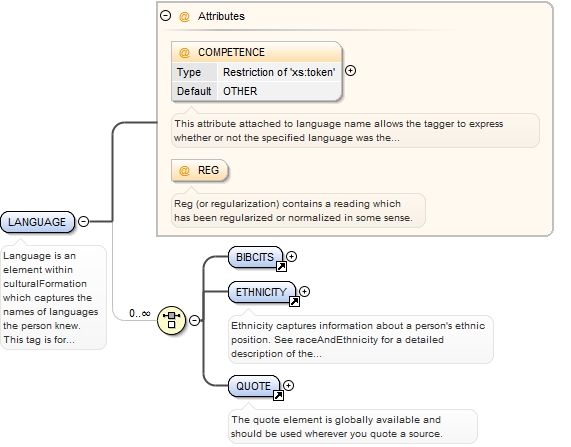 @ Attributes
@ COMPETENCE
Type Restriction of 'xs:token'
Default OTHER
This attribute attached to language name allows the tagger to express
whether or not the specified language was the...
@ REG
Reg (or regularization) contains a reading which
has been regularized or normalized in some sense.
LANGUAGE
Language is an
element within
culturalFormation
which captures the
names of languages
the person knew.
This tag is for...
0..∞
BIBCITS
ETHNICITY
Ethnicity captures information about a person's ethnic
position. See raceAndEthnicity for a detailed
description of the...
QUOTE
The quote element is globally available and
should be used wherever you quote a source.